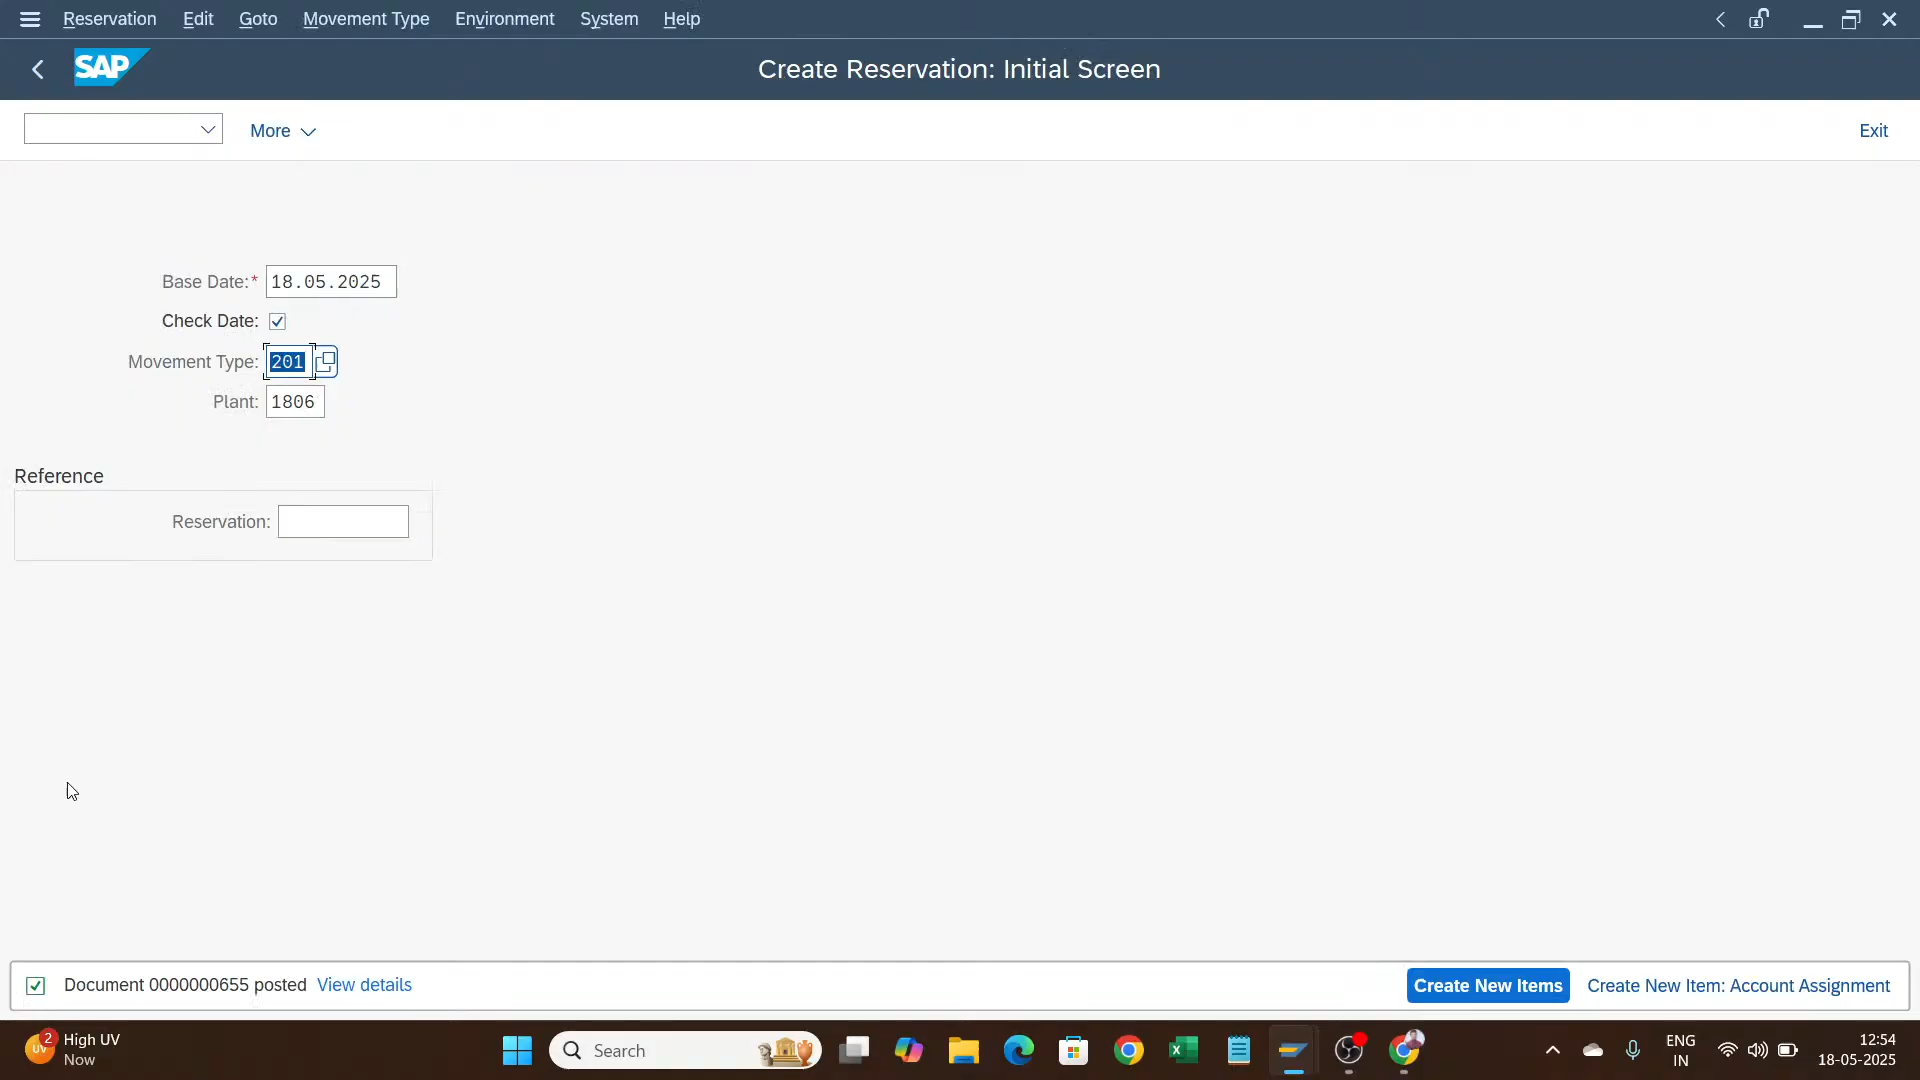 Reservation Edit Goto Movement Type Environment System Help
SAP Create Reservation: Initial Screen
More Exit
Base Date:* 18.05.2025
Check Date:
Movement Type: 201
Plant: 1806
Reference
Reservation:
Document 0000000655 posted View details Create New Items Create New Item: Account Assignment
2 High UV
UV Now
Search
ENG
IN
12:54
18-05-2025